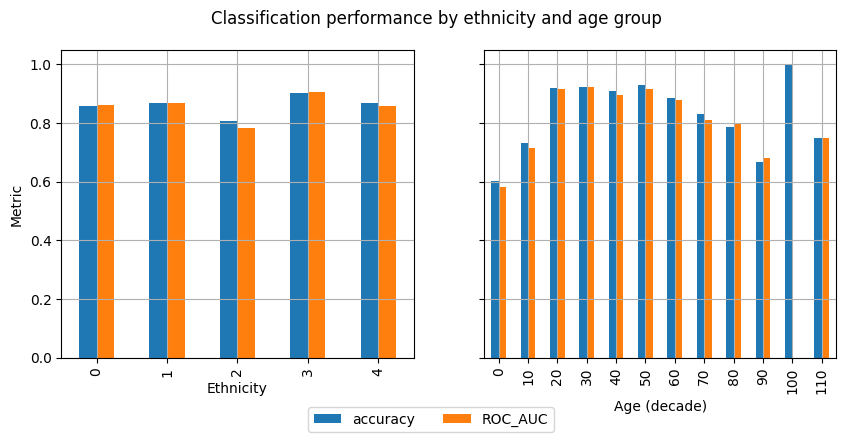 Classification performance by ethnicity and age group
Metric
1.0
0.8
0.6
0.4
0.2
0.0
0 1 2 3 4
Ethnicity
0 10 20 30 40 50 60 70 80 90 100 110
Age (decade)
accuracy ROC_AUC